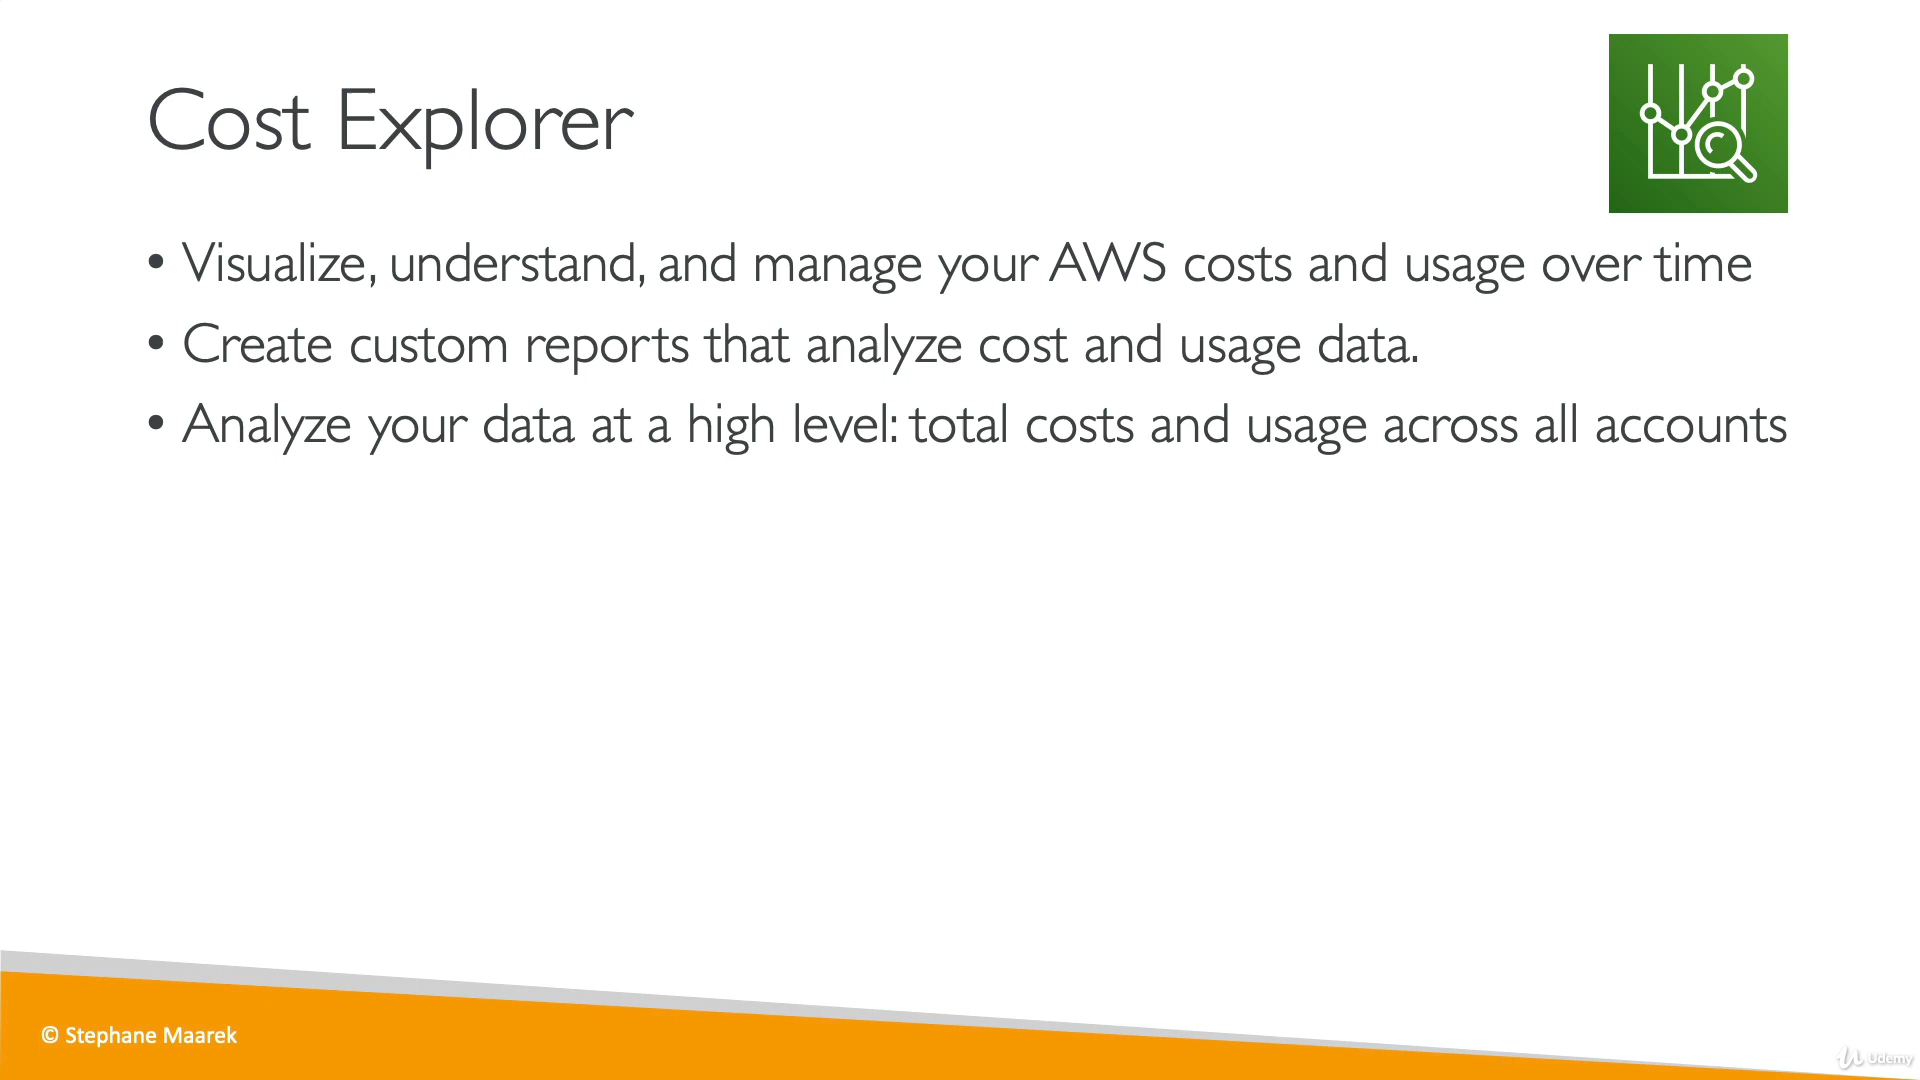 Cost Explorer
• Visualize, understand, and manage your AWS costs and usage over time
• Create custom reports that analyze cost and usage data.
• Analyze your data at a high level: total costs and usage across all accounts
© Stephane Maarek
Udemy